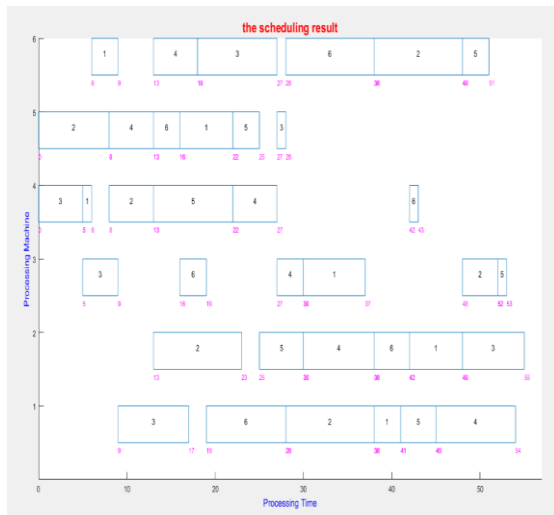 the scheduling result
6
1 4 3 6 2 5
6 9 13 18 27 28 38 48 51
5
2 4 6 1 5 3
0 8 13 16 22 25 27 28
4
3 1 2 5 4 6
0 5 6 8 13 22 27 42 43
3
3 6 4 1 2 5
5 9 16 19 27 30 37 48 52 53
2
2 5 4 6 1 3
13 23 25 30 38 42 48 55
1
3 6 2 1 5 4
9 17 19 28 38 41 45 54
0 10 20 30 40 50
Processing Time
Processing Machine